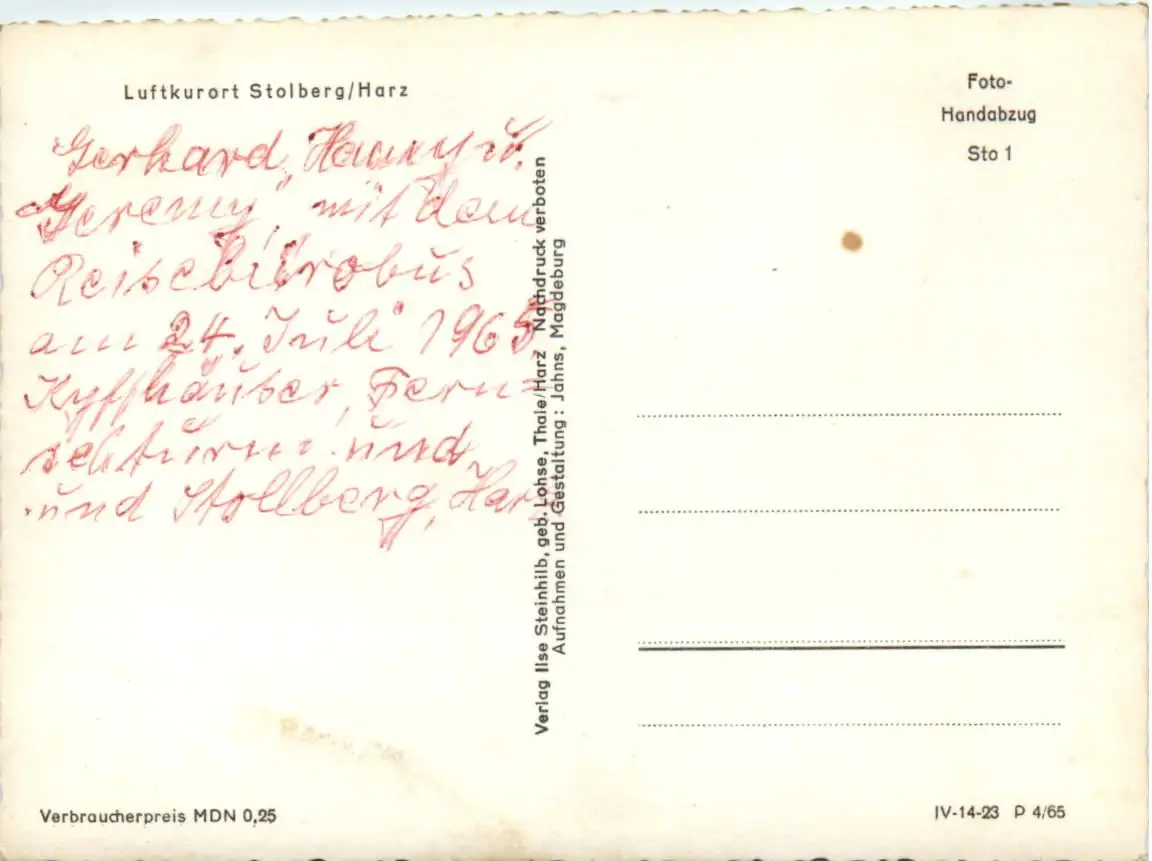 Luftkurort Stolberg/Harz
Gerhard, Hanny u.
Jeremy, mit dem
Reisebürobus
am 24. Juli 1965
Kyffhäuser, Fern=
sehturm und
und Stollberg, Harz
Verlag Ilse Steinhilb, geb. Lohse, Thale/Harz Nachdruck verboten
Aufnahmen und Gestaltung: Jahns, Magdeburg
Foto-
Handabzug
Sto 1
Verbraucherpreis MDN 0,25
IV-14-23 P 4/65